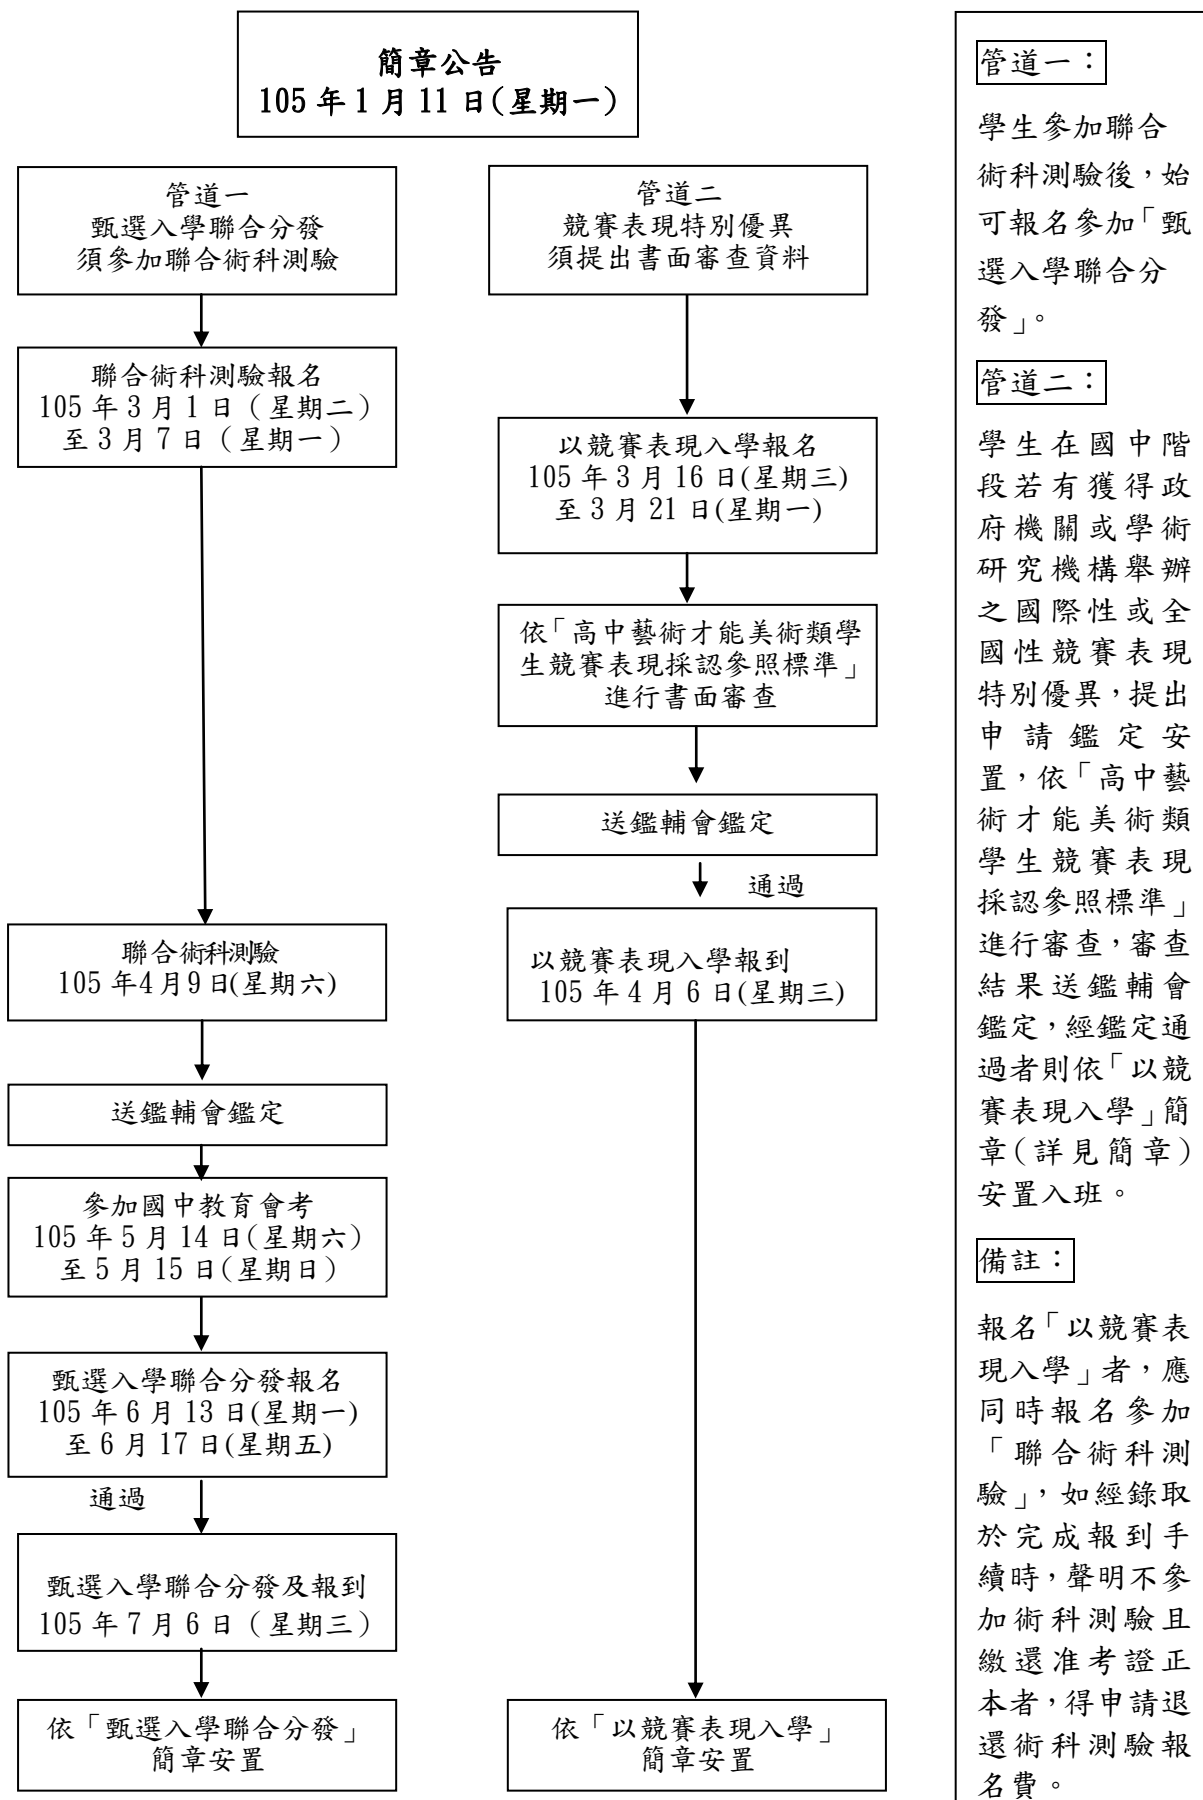 簡章公告
105 年 1 月 11 日(星期一)
管道一
甄選入學聯合分發
須參加聯合術科測驗
聯合術科測驗報名
105 年 3 月 1 日（星期二）
至 3 月 7 日（星期一）
聯合術科測驗
105 年4 月9 日(星期六)
送鑑輔會鑑定
參加國中教育會考
105 年 5 月 14 日(星期六)
至 5 月 15 日(星期日)
甄選入學聯合分發報名
105 年 6 月 13 日(星期一)
至 6 月 17 日(星期五)
通過
甄選入學聯合分發及報到
105 年 7 月 6 日（星期三）
依「甄選入學聯合分發」
簡章安置
管道二
競賽表現特別優異
須提出書面審查資料
以競賽表現入學報名
105 年 3 月 16 日(星期三)
至 3 月 21 日(星期一)
依「高中藝術才能美術類學
生競賽表現採認參照標準」
進行書面審查
送鑑輔會鑑定
通過
以競賽表現入學報到
105 年 4 月 6 日(星期三)
依「以競賽表現入學」
簡章安置
管道一：
學生參加聯合
術科測驗後，始
可報名參加「甄
選入學聯合分
發」。
管道二：
學生在國中階
段若有獲得政
府機關或學術
研究機構舉辦
之國際性或全
國性競賽表現
特別優異，提出
申請鑑定安
置，依「高中藝
術才能美術類
學生競賽表現
採認參照標準」
進行審查，審查
結果送鑑輔會
鑑定，經鑑定通
過者則依「以競
賽表現入學」簡
章(詳見簡章)
安置入班。
備註：
報名「以競賽表
現入學」者，應
同時報名參加
「聯合術科測
驗」，如經錄取
於完成報到手
續時，聲明不參
加術科測驗且
繳還准考證正
本者，得申請退
還術科測驗報
名費。